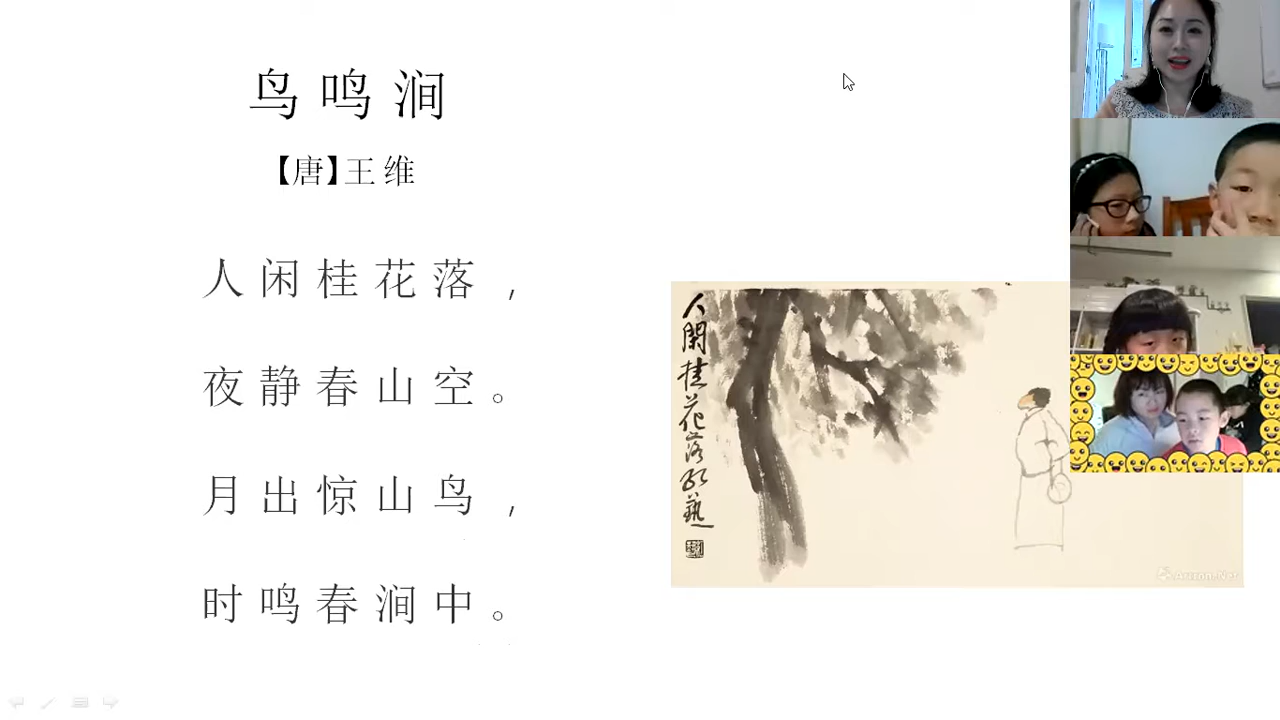 鸟鸣涧
【唐】王维
人闲桂花落，
夜静春山空。
月出惊山鸟，
时鸣春涧中。
人閑桂花落